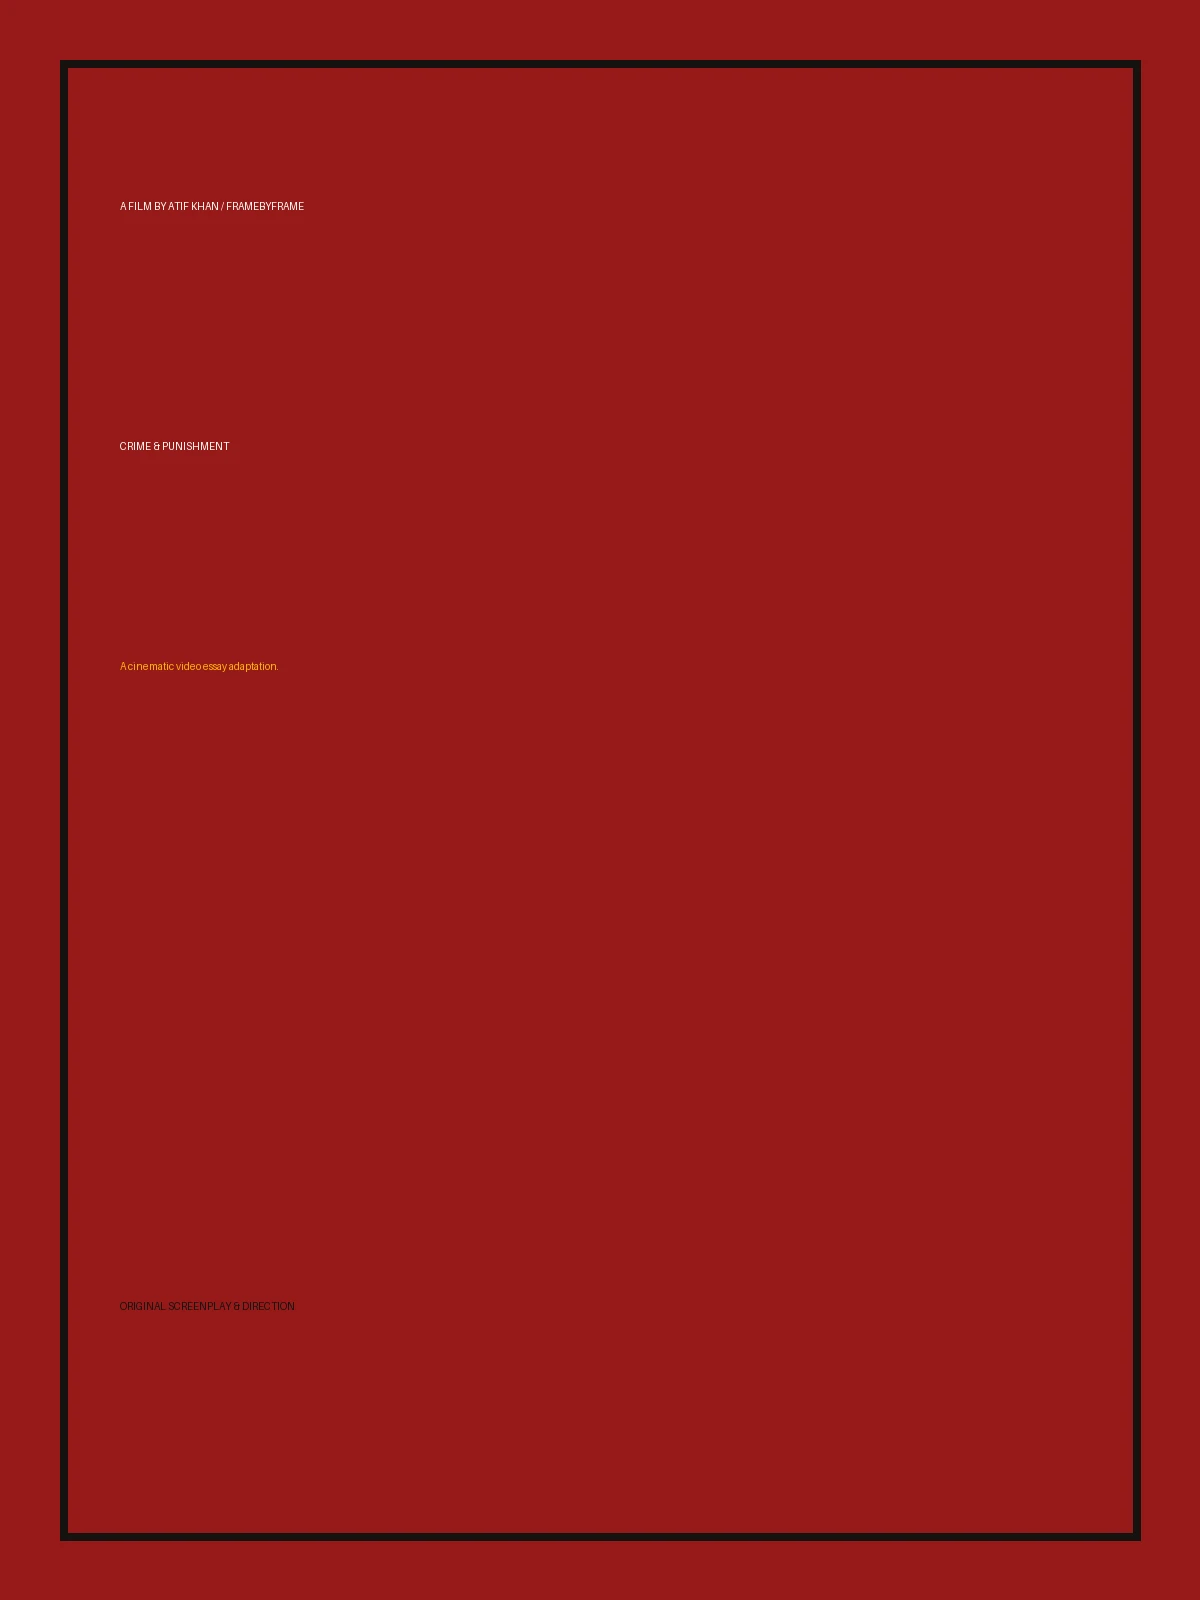 A FILM BY ATIF KHAN / FRAMEBYFRAME
CRIME & PUNISHMENT
A cinematic video essay adaptation.
ORIGINAL SCREENPLAY & DIRECTION